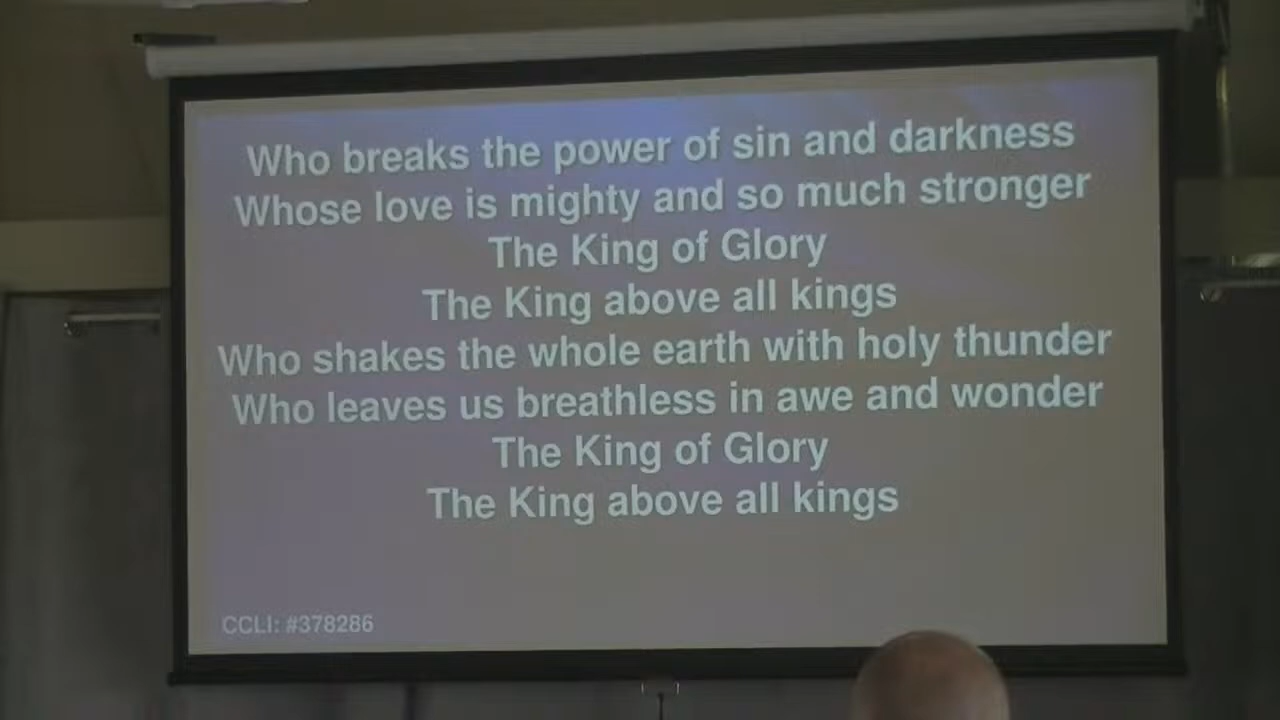 Who breaks the power of sin and darkness
Whose love is mighty and so much stronger
The King of Glory
The King above all kings
Who shakes the whole earth with holy thunder
Who leaves us breathless in awe and wonder
The King of Glory
The King above all kings
CCLI: #378286